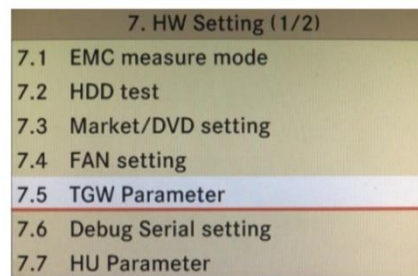 7. HW Setting (1/2)
7.1 EMC measure mode
7.2 HDD test
7.3 Market/DVD setting
7.4 FAN setting
7.5 TGW Parameter
7.6 Debug Serial setting
7.7 HU Parameter